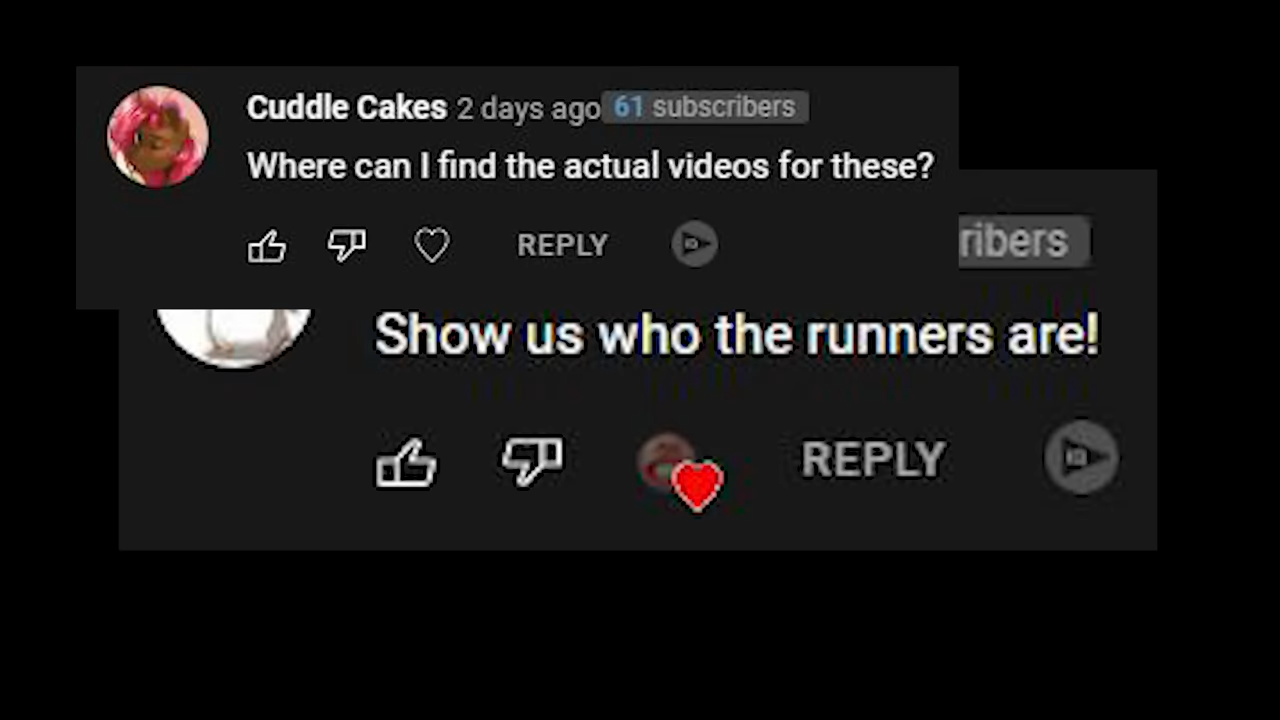 Cuddle Cakes 2 days ago 61 subscribers
Where can I find the actual videos for these?
REPLY
ribers
Show us who the runners are!
REPLY